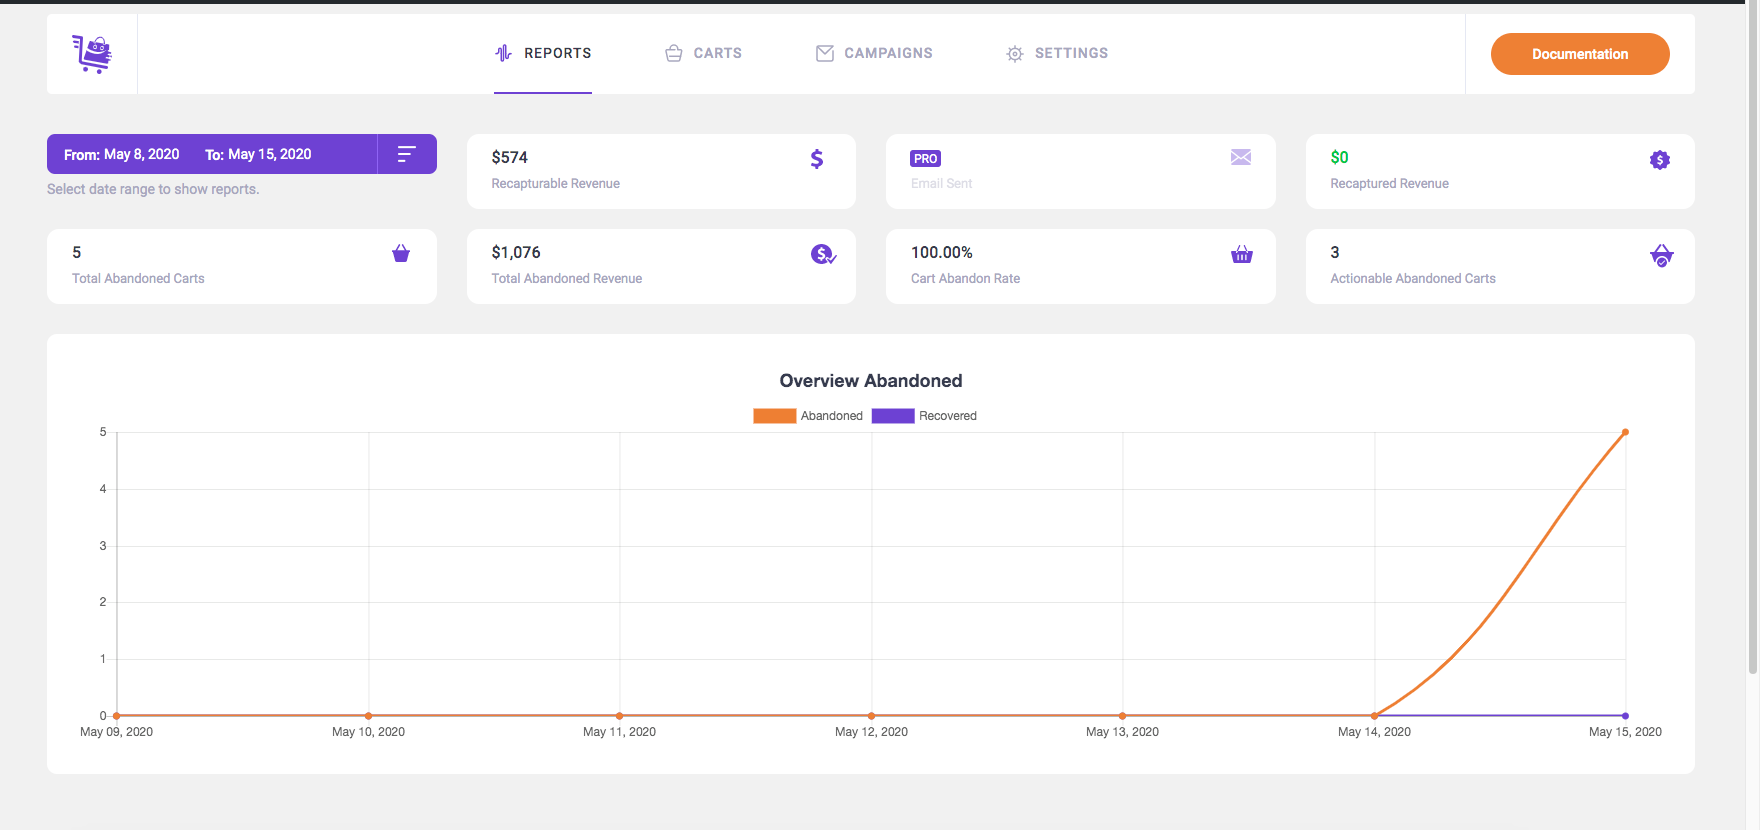 REPORTS
CARTS
CAMPAIGNS
SETTINGS
Documentation
From: May 8, 2020 To: May 15, 2020
Select date range to show reports.
$574
Recapturable Revenue
PRO
Email Sent
$0
Recaptured Revenue
5
Total Abandoned Carts
$1,076
Total Abandoned Revenue
100.00%
Cart Abandon Rate
3
Actionable Abandoned Carts
Overview Abandoned
Abandoned
Recovered
5
4
3
2
1
0
May 09, 2020
May 10, 2020
May 11, 2020
May 12, 2020
May 13, 2020
May 14, 2020
May 15, 2020